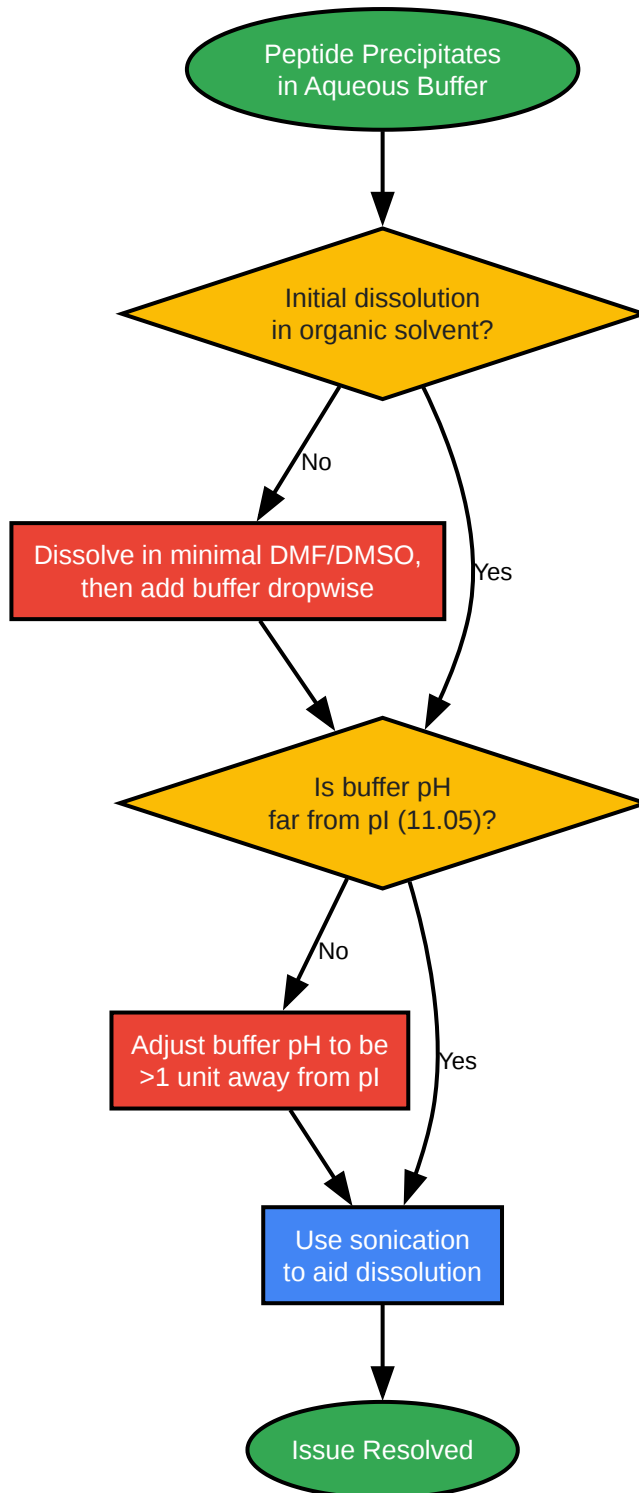 Peptide Precipitates
in Aqueous Buffer
Initial dissolution
in organic solvent?
No
Yes
Dissolve in minimal DMF/DMSO,
then add buffer dropwise
Is buffer pH
far from pI (11.05)?
No
Yes
Adjust buffer pH to be
>1 unit away from pI
Use sonication
to aid dissolution
Issue Resolved